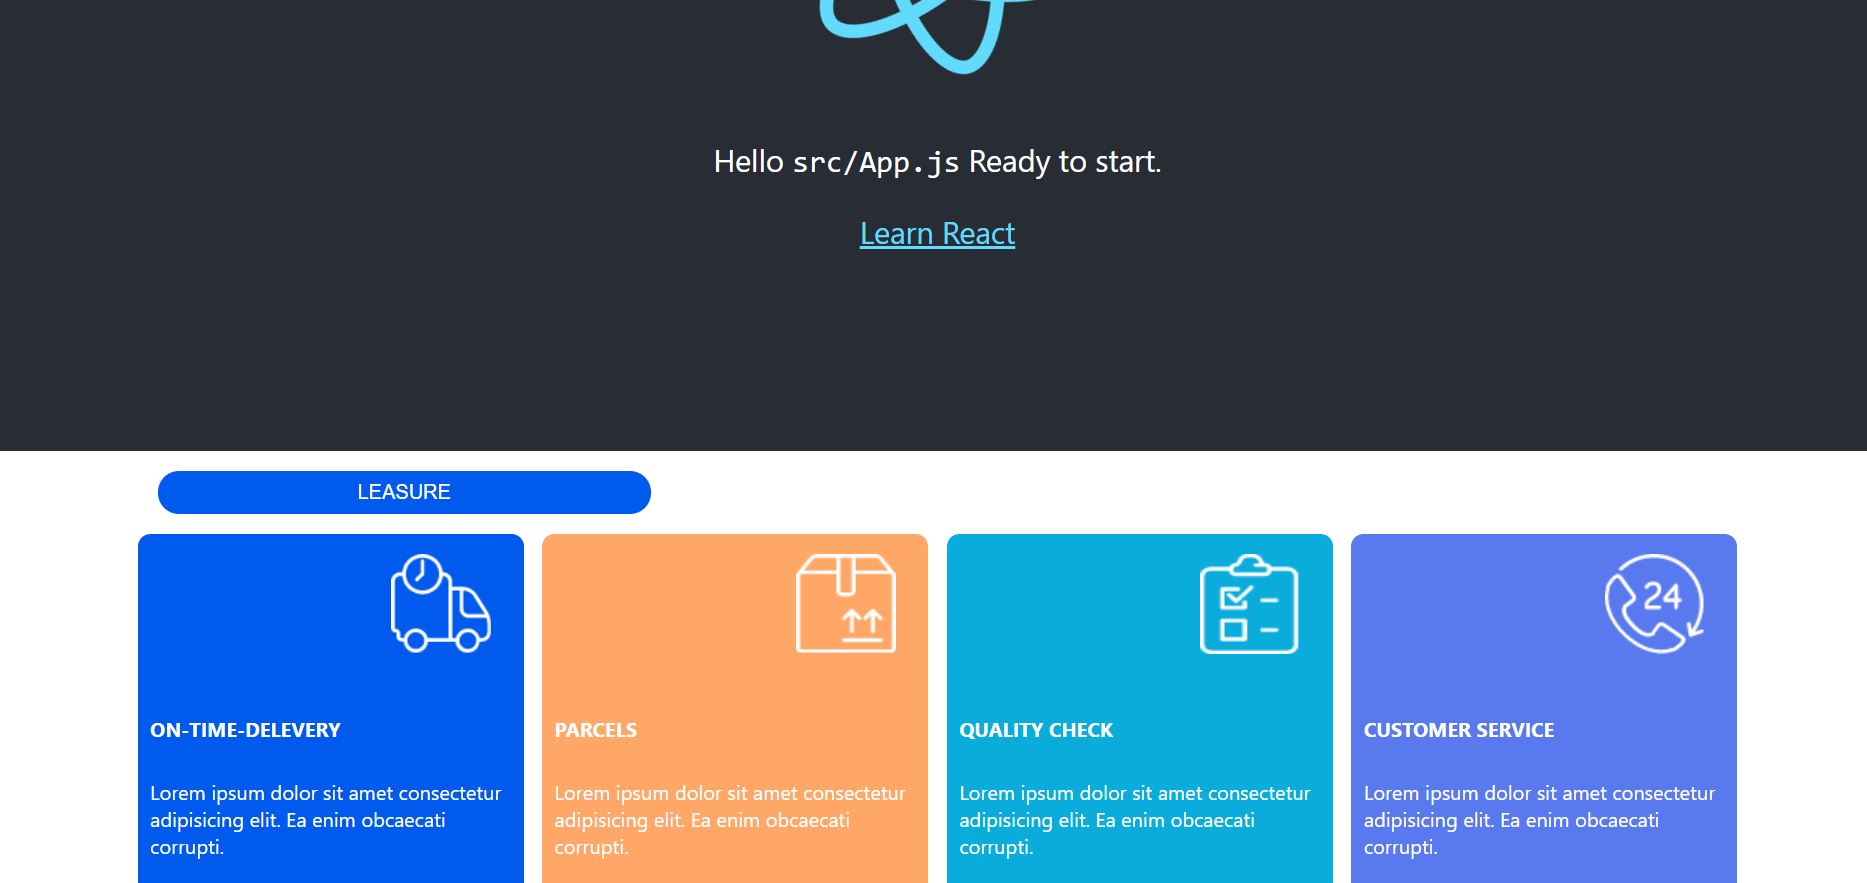 Hello src/App.js Ready to start.
Learn React
LEASURE
ON-TIME-DELEVERY
Lorem ipsum dolor sit amet consectetur
adipisicing elit. Ea enim obcaecati
corrupti.
PARCELS
Lorem ipsum dolor sit amet consectetur
adipisicing elit. Ea enim obcaecati
corrupti.
QUALITY CHECK
Lorem ipsum dolor sit amet consectetur
adipisicing elit. Ea enim obcaecati
corrupti.
24
CUSTOMER SERVICE
Lorem ipsum dolor sit amet consectetur
adipisicing elit. Ea enim obcaecati
corrupti.